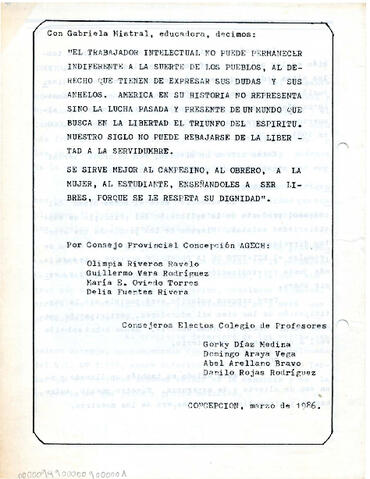 Con Gabriela Mistral, educadora, decimos:
"EL TRABAJADOR INTELECTUAL NO PUEDE PERMANECER
INDIFERENTE A LA SUERTE DE LOS PUEBLOS, AL DE-
RECHO QUE TIENEN DE EXPRESAR SUS DUDAS Y SUS
ANHELOS. AMERICA EN SU HISTORIA NO REPRESENTA
SINO LA LUCHA PASADA Y PRESENTE DE UN MUNDO QUE
BUSCA EN LA LIBERTAD EL TRIUNFO DEL ESPIRITU.
NUESTRO SIGLO NO PUEDE REBAJARSE DE LA LIBER-
TAD A LA SERVIDUMBRE.
SE SIRVE MEJOR AL CAMPESINO, AL OBRERO, A LA
MUJER, AL ESTUDIANTE, ENSEÑANDOLES A SER LI-
BRES, PORQUE SE LE RESPETA SU DIGNIDAD".
Por Consejo Provincial Concepción AGECH:
Olimpia Riveros Ravelo
Guillermo Vera Rodríguez
María E. Oviedo Torres
Delia Fuentes Rivera
Consejeros Electos Colegio de Profesores
Gorky Díaz Medina
Domingo Araya Vega
Abel Arellano Bravo
Danilo Rojas Rodríguez
CONCEPCION, marzo de 1986.